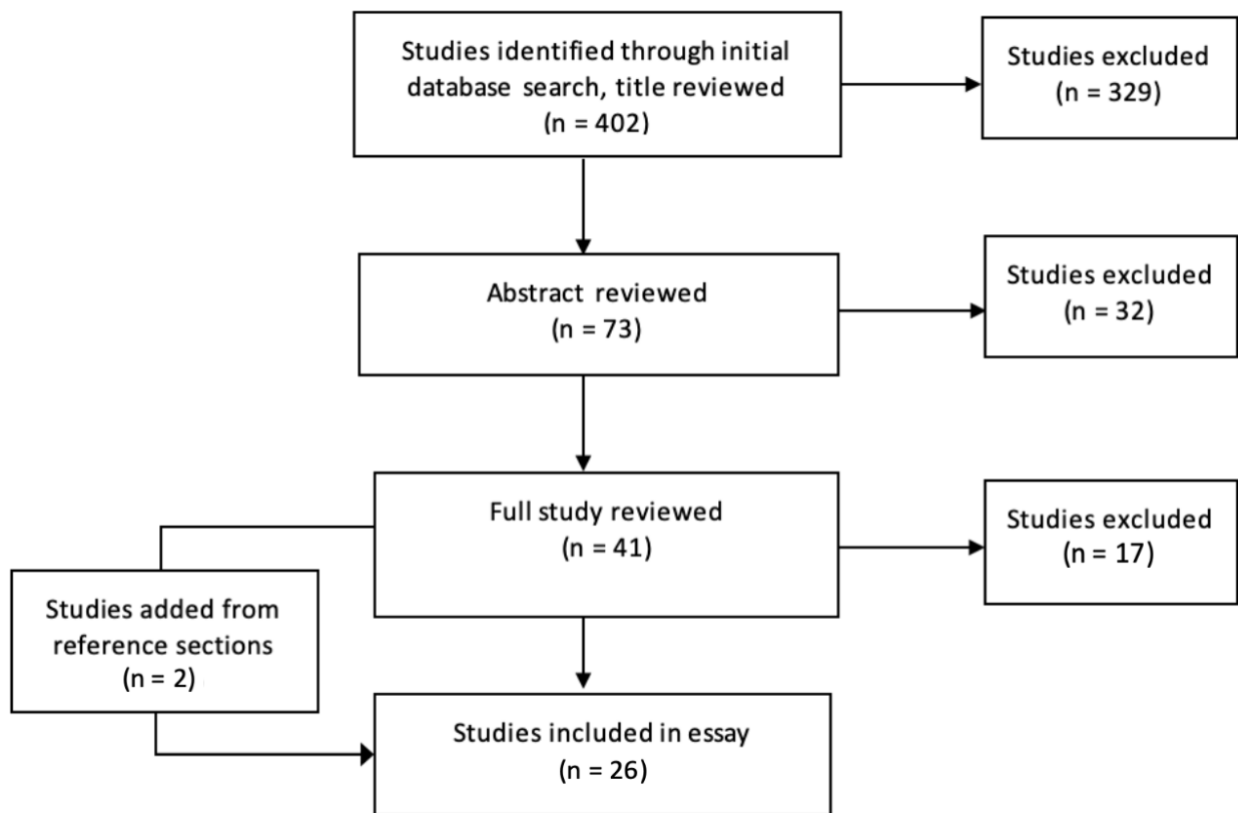 Studies identified through initial
database search, title reviewed
(n = 402)
Studies excluded
(n = 329)
Abstract reviewed
(n = 73)
Studies excluded
(n = 32)
Full study reviewed
(n = 41)
Studies excluded
(n = 17)
Studies added from
reference sections
(n = 2)
Studies included in essay
(n = 26)